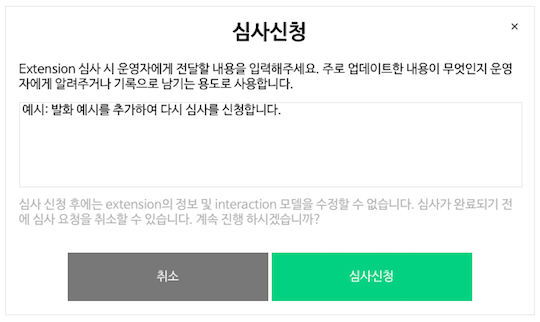 심사신청
×
Extension 심사 시 운영자에게 전달할 내용을 입력해주세요. 주로 업데이트한 내용이 무엇인지 운영
자에게 알려주거나 기록으로 남기는 용도로 사용합니다.
예시: 발화 예시를 추가하여 다시 심사를 신청합니다.
심사 신청 후에는 extension의 정보 및 interaction 모델을 수정할 수 없습니다. 심사가 완료되기 전
에 심사 요청을 취소할 수 있습니다. 계속 진행 하시겠습니까?
취소
심사신청